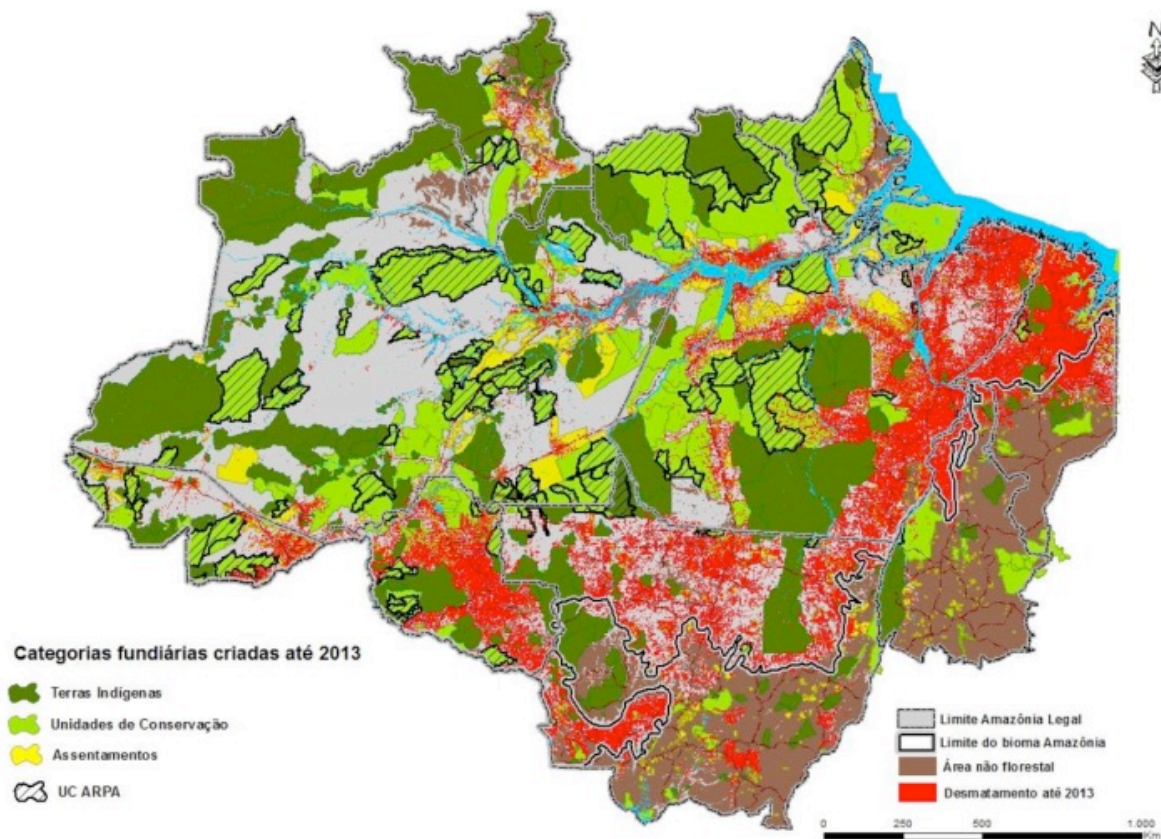 N
Categorias fundiárias criadas até 2013
Terras Indígenas
Unidades de Conservação
Assentamentos
UC ARPA
Limite Amazônia Legal
Limite do bioma Amazônia
Área não florestal
Desmatamento até 2013
0 250 500 1.000
Km